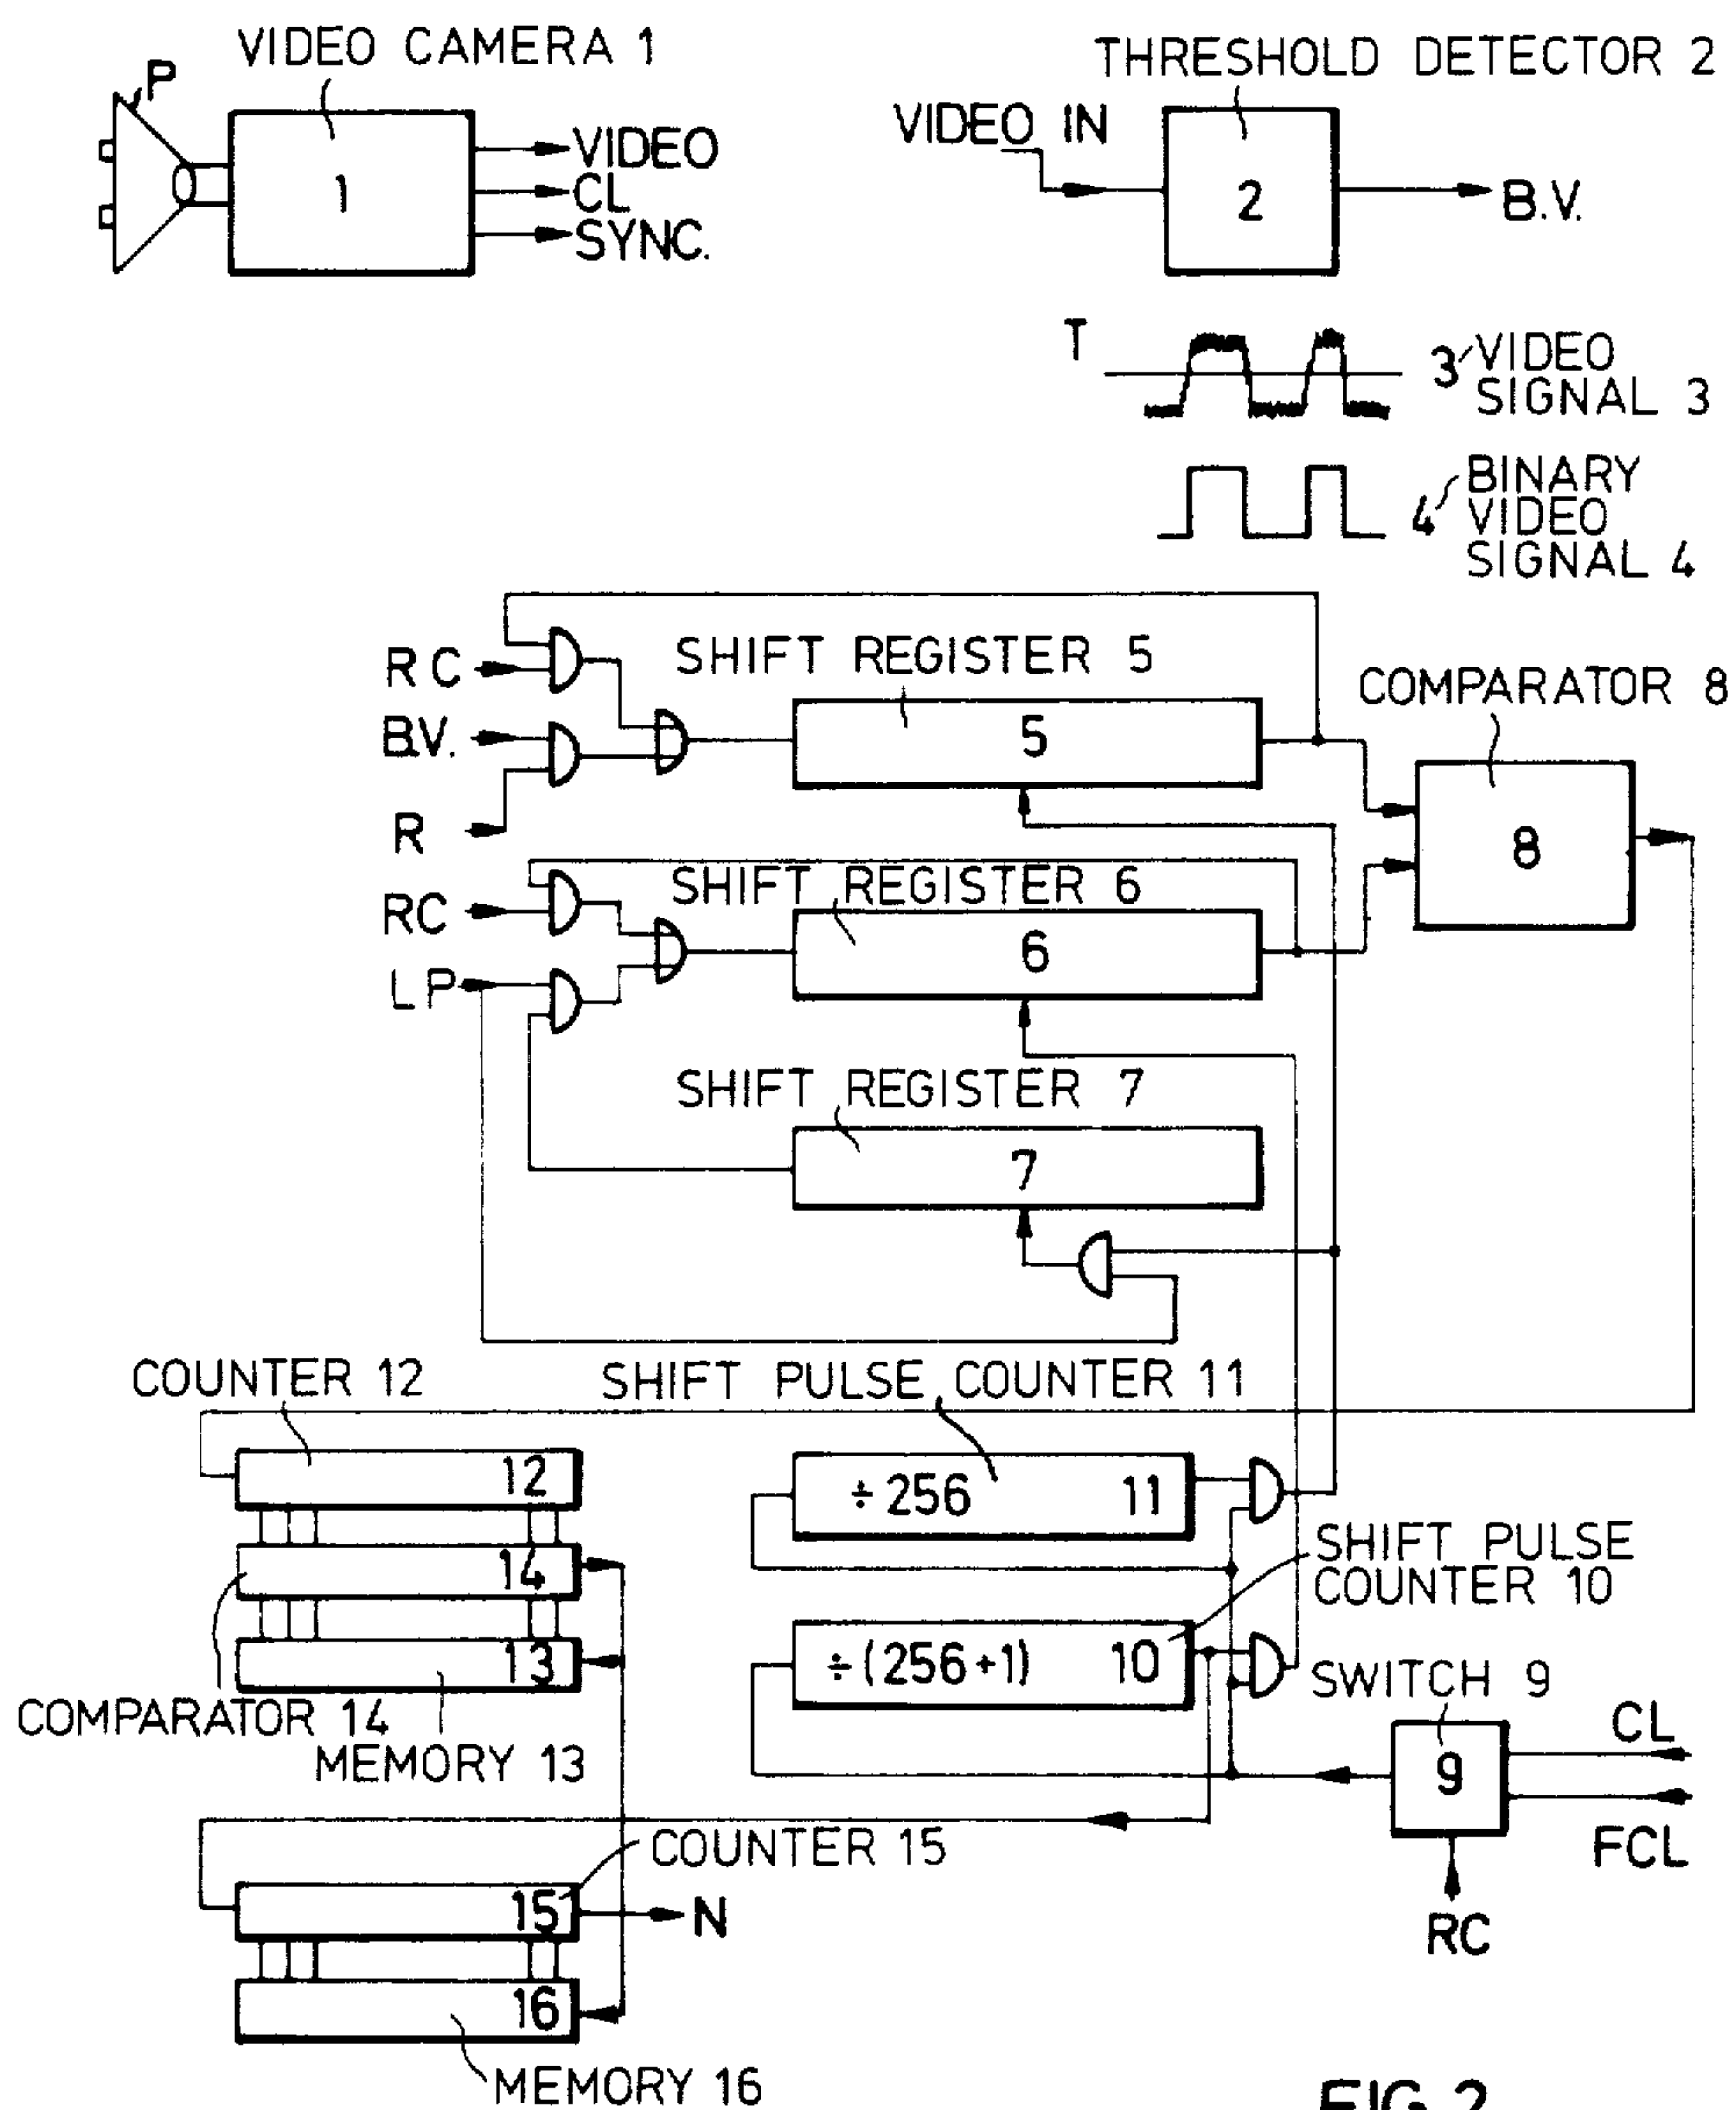 VIDEO CAMERA 1
P
1
VIDEO
CL
SYNC.
THRESHOLD DETECTOR 2
VIDEO IN
2
B.V.
T
3 VIDEO
SIGNAL 3
4 BINARY
VIDEO
SIGNAL 4
RC
SHIFT REGISTER 5
B.V.
5
COMPARATOR 8
R
8
SHIFT REGISTER 6
RC
6
LP
SHIFT REGISTER 7
7
COUNTER 12
SHIFT PULSE COUNTER 11
12
÷256 11
14
SHIFT PULSE
COUNTER 10
13
÷(256+1) 10
SWITCH 9
COMPARATOR 14
MEMORY 13
CL
9
FCL
RC
COUNTER 15
15
N
16
MEMORY 16
FIG.2